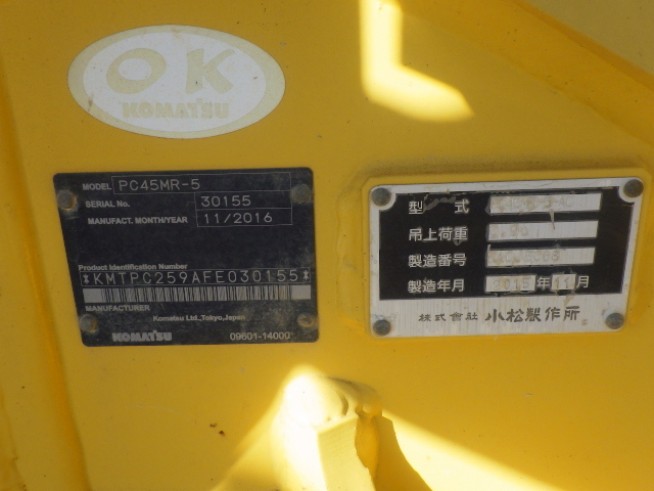 OK
KOMATSU
MODEL PC45MR-5
SERIAL No. 30155
MANUFACT. MONTH/YEAR 11/2016
Product Identification Number
*KMTPC259AFE030155*
MANUFACTURER
Komatsu Ltd.,Tokyo,Japan
KOMATSU 09601-14000
型 式
吊上荷重
製造番号
製造年月 年 月
株式会社 小松製作所